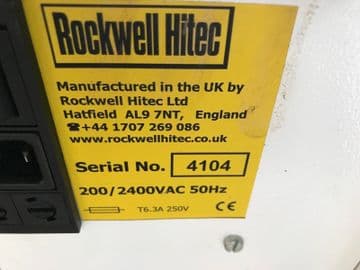 Rockwell Hitec
Manufactured in the UK by
Rockwell Hitec Ltd
Hatfield AL9 7NT, England
☎+44 1707 269 086
www.rockwellhitec.co.uk
Serial No. 4104
200/2400VAC 50Hz
T6.3A 250V CE